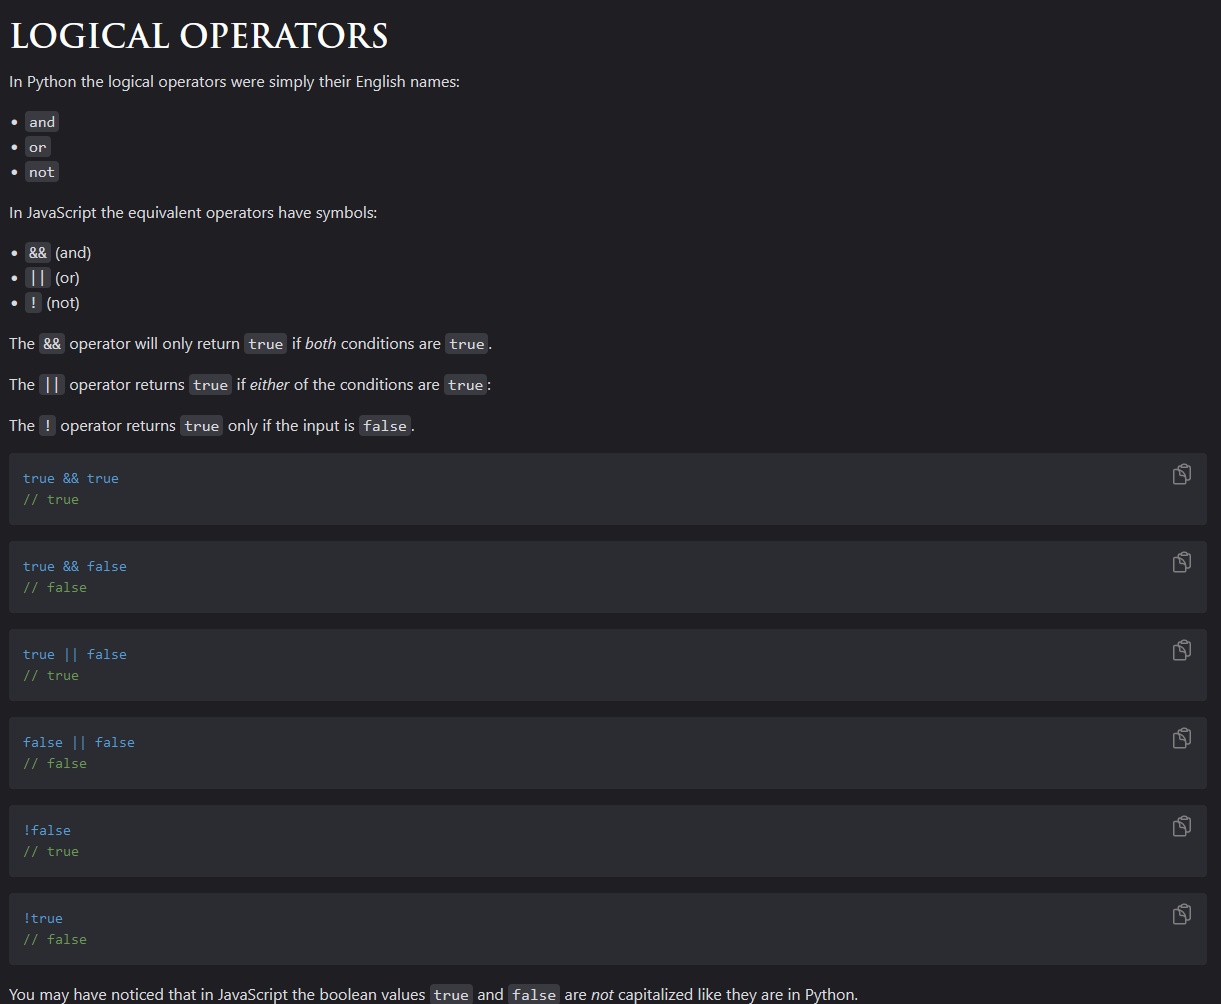 LOGICAL OPERATORS
In Python the logical operators were simply their English names:
• and
• or
• not
In JavaScript the equivalent operators have symbols:
• && (and)
• || (or)
• ! (not)
The && operator will only return true if both conditions are true.
The || operator returns true if either of the conditions are true:
The ! operator returns true only if the input is false.
true && true
// true
true && false
// false
true || false
// true
false || false
// false
!false
// true
!true
// false
You may have noticed that in JavaScript the boolean values true and false are not capitalized like they are in Python.